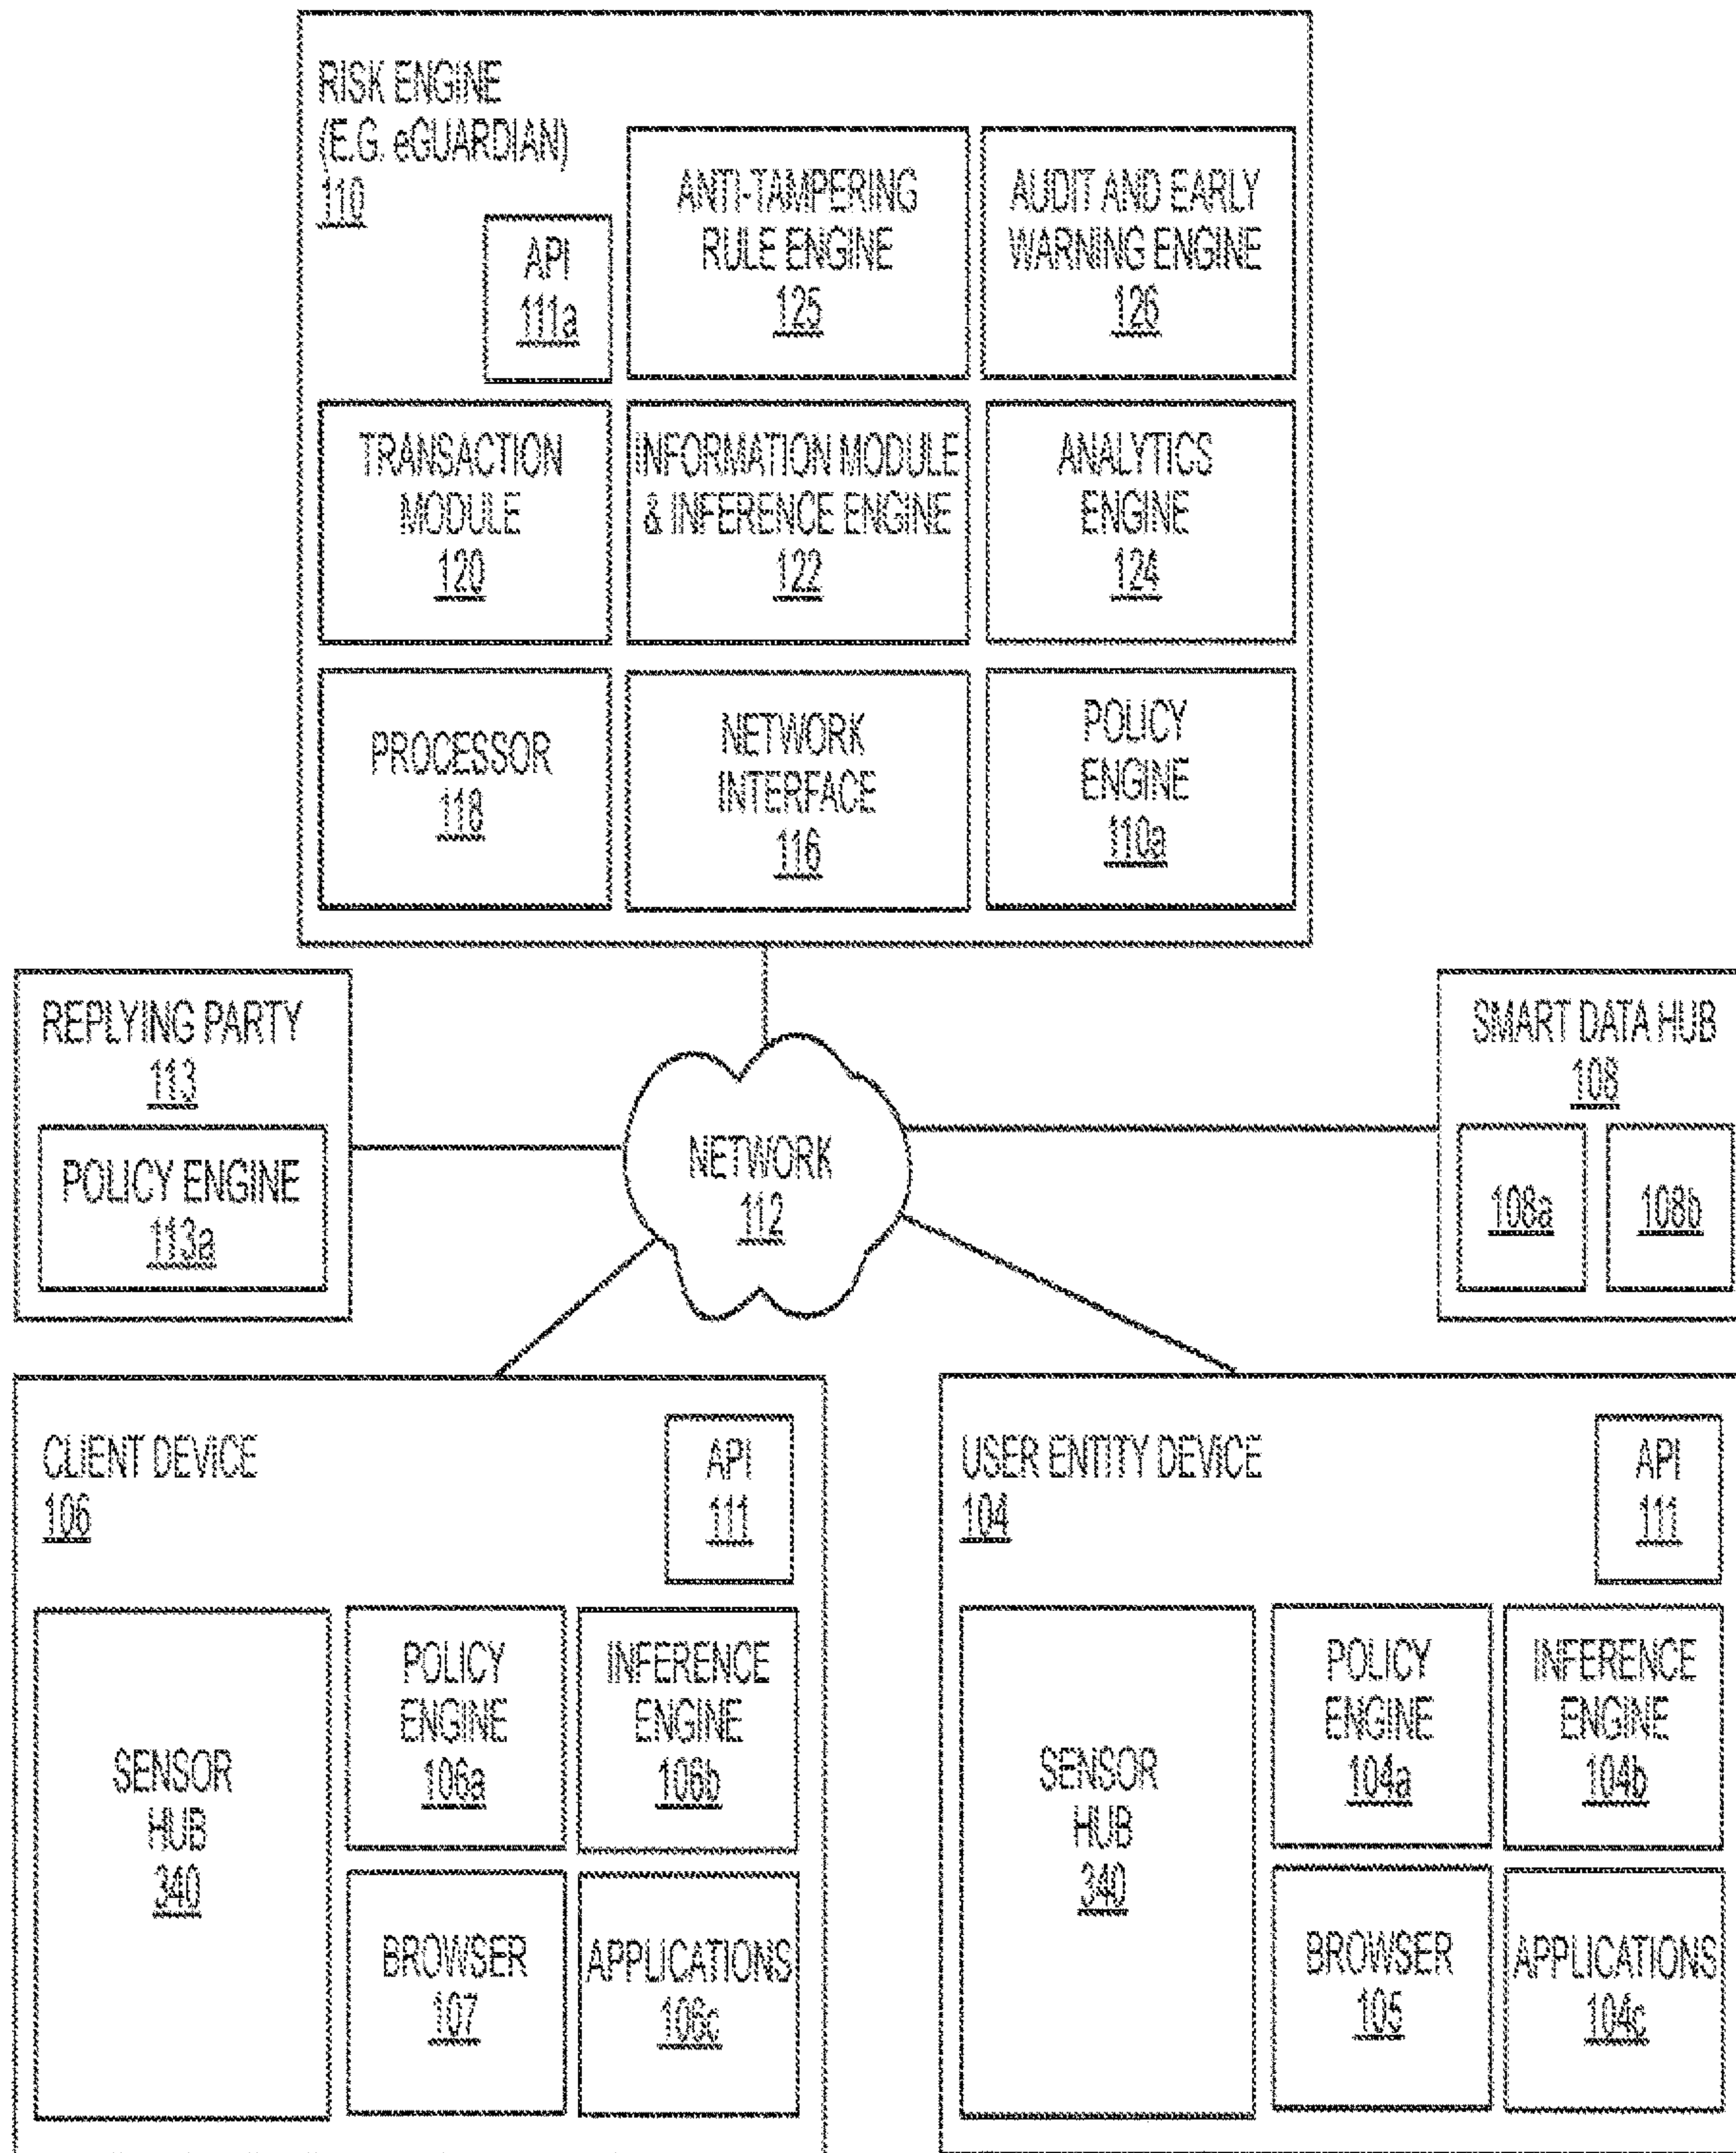 RISK ENGINE
(E.G. eGUARDIAN)
110
API
111a
ANTI-TAMPERING
RULE ENGINE
125
AUDIT AND EARLY
WARNING ENGINE
126
TRANSACTION
MODULE
120
INFORMATION MODULE
& INFERENCE ENGINE
122
ANALYTICS
ENGINE
124
PROCESSOR
118
NETWORK
INTERFACE
116
POLICY
ENGINE
110a
REPLYING PARTY
113
POLICY ENGINE
113a
NETWORK
112
SMART DATA HUB
108
108a
108b
CLIENT DEVICE
106
API
111
SENSOR
HUB
340
POLICY
ENGINE
106a
INFERENCE
ENGINE
106b
BROWSER
107
APPLICATIONS
106c
USER ENTITY DEVICE
104
API
111
SENSOR
HUB
340
POLICY
ENGINE
104a
INFERENCE
ENGINE
104b
BROWSER
105
APPLICATIONS
104c